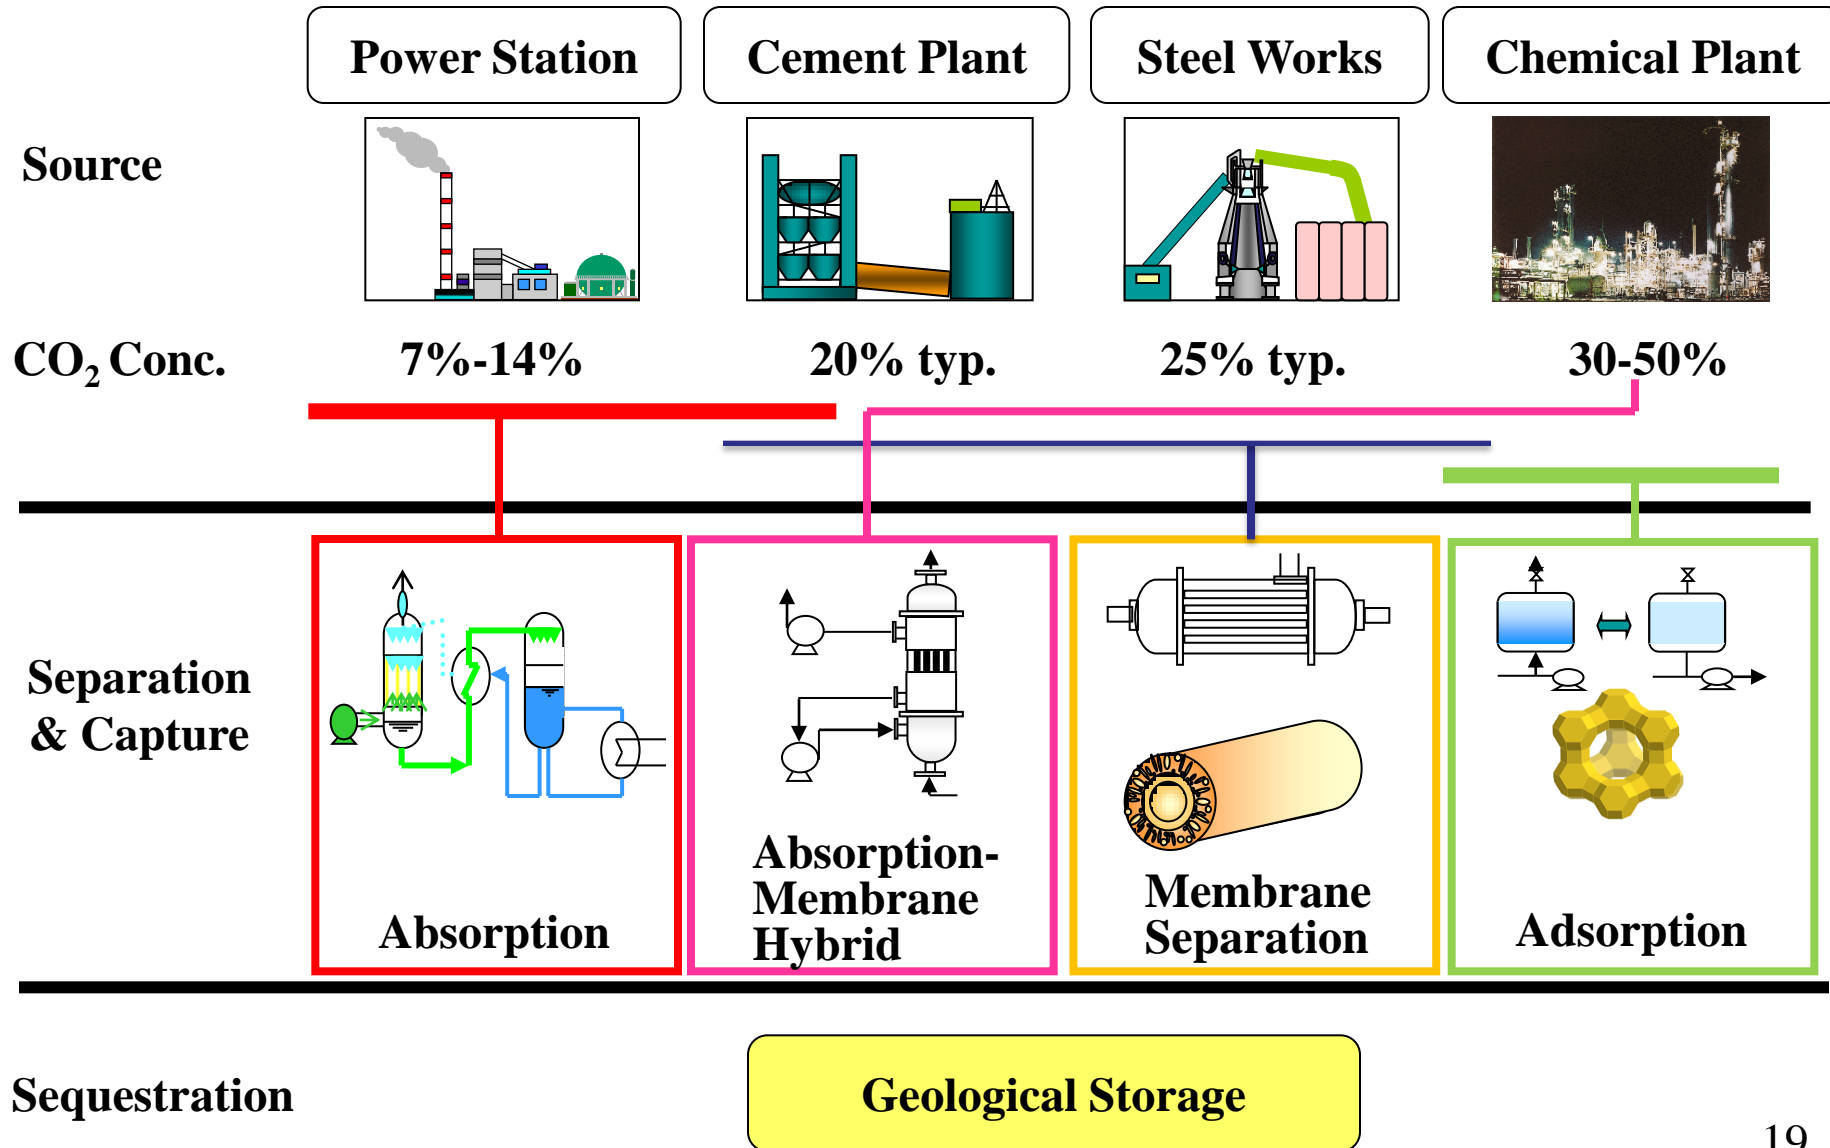 Power Station
Cement Plant
Steel Works
Chemical Plant
Source
CO₂ Conc.
7%-14%
20% typ.
25% typ.
30-50%
Separation
& Capture
Absorption
Absorption-
Membrane
Hybrid
Membrane
Separation
Adsorption
Sequestration
Geological Storage
19